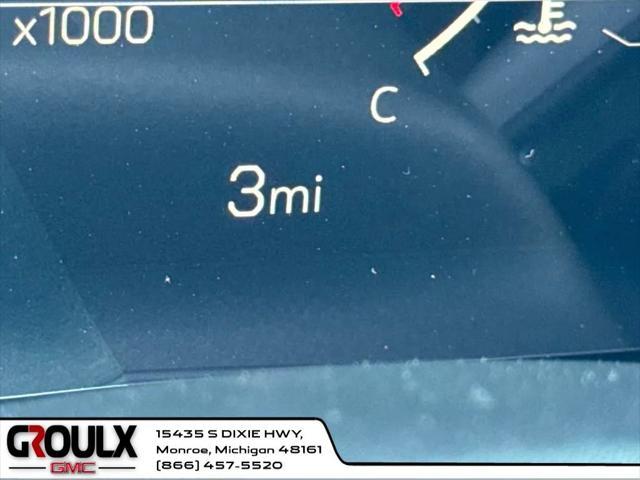 x1000
C
3mi
GROULX
GMC
15435 S DIXIE HWY,
Monroe, Michigan 48161
(866) 457-5520